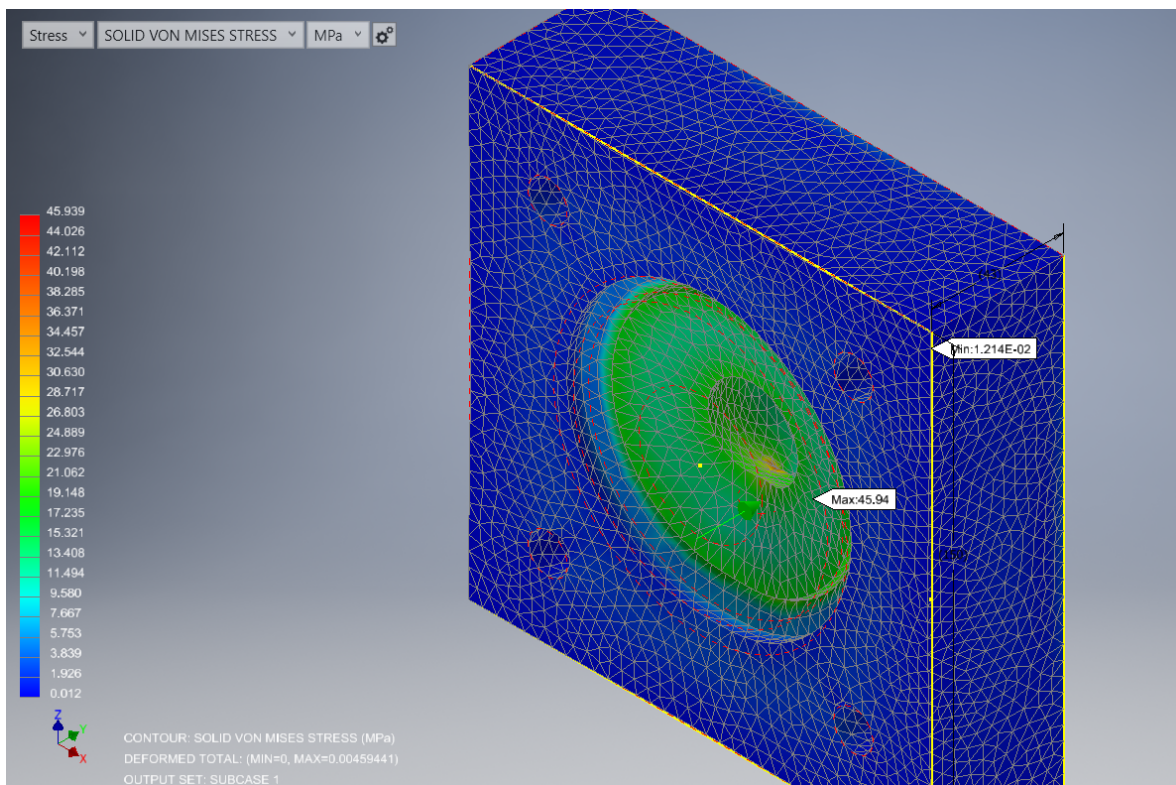 Stress SOLID VON MISES STRESS MPa
45.939
44.026
42.112
40.198
38.285
36.371
34.457
32.544
30.630
28.717
26.803
24.889
22.976
21.062
19.148
17.235
15.321
13.408
11.494
9.580
7.667
5.753
3.839
1.926
0.012
Min:1.214E-02
Max:45.94
Z
Y
X
CONTOUR: SOLID VON MISES STRESS (MPa)
DEFORMED TOTAL: (MIN=0, MAX=0.00459441)
OUTPUT SET: SUBCASE 1